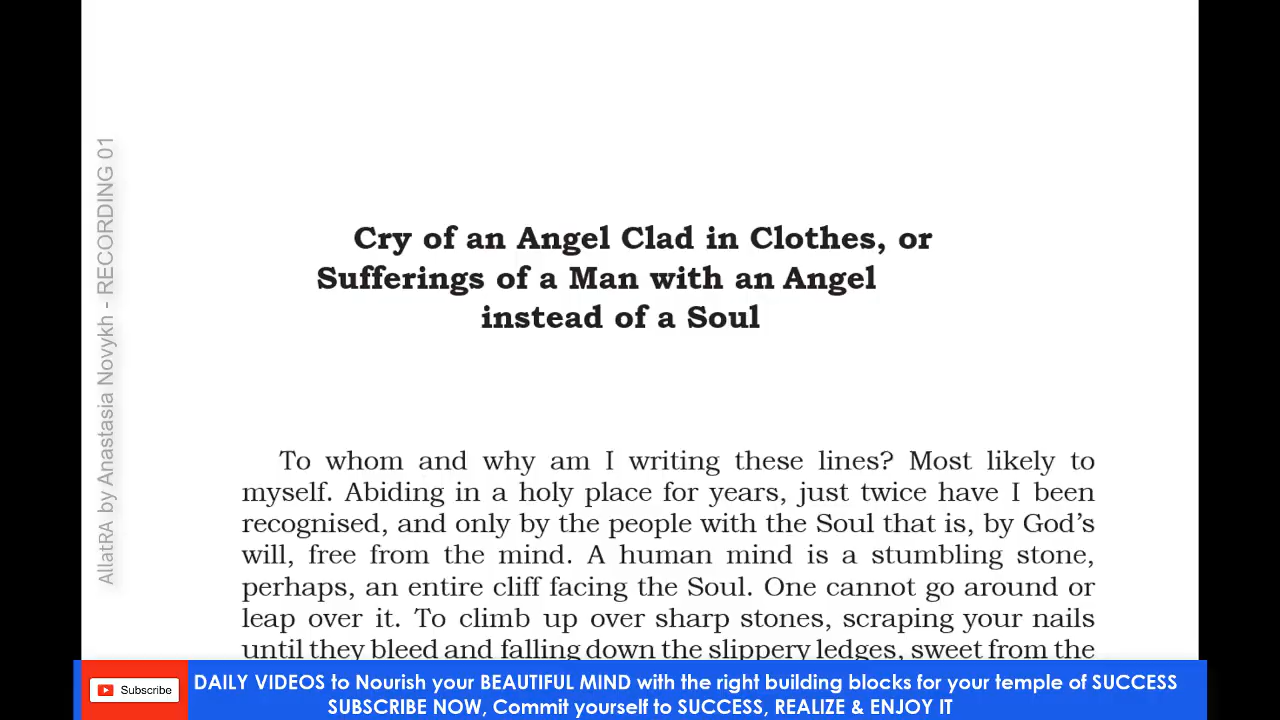 AllatRA by Anastasia Novykh - RECORDING 01
Cry of an Angel Clad in Clothes, or
Sufferings of a Man with an Angel
instead of a Soul
To whom and why am I writing these lines? Most likely to
myself. Abiding in a holy place for years, just twice have I been
recognised, and only by the people with the Soul that is, by God's
will, free from the mind. A human mind is a stumbling stone,
perhaps, an entire cliff facing the Soul. One cannot go around or
leap over it. To climb up over sharp stones, scraping your nails
until they bleed and falling down the slippery ledges, sweet from the
Subscribe
DAILY VIDEOS to Nourish your BEAUTIFUL MIND with the right building blocks for your temple of SUCCESS
SUBSCRIBE NOW, Commit yourself to SUCCESS, REALIZE & ENJOY IT